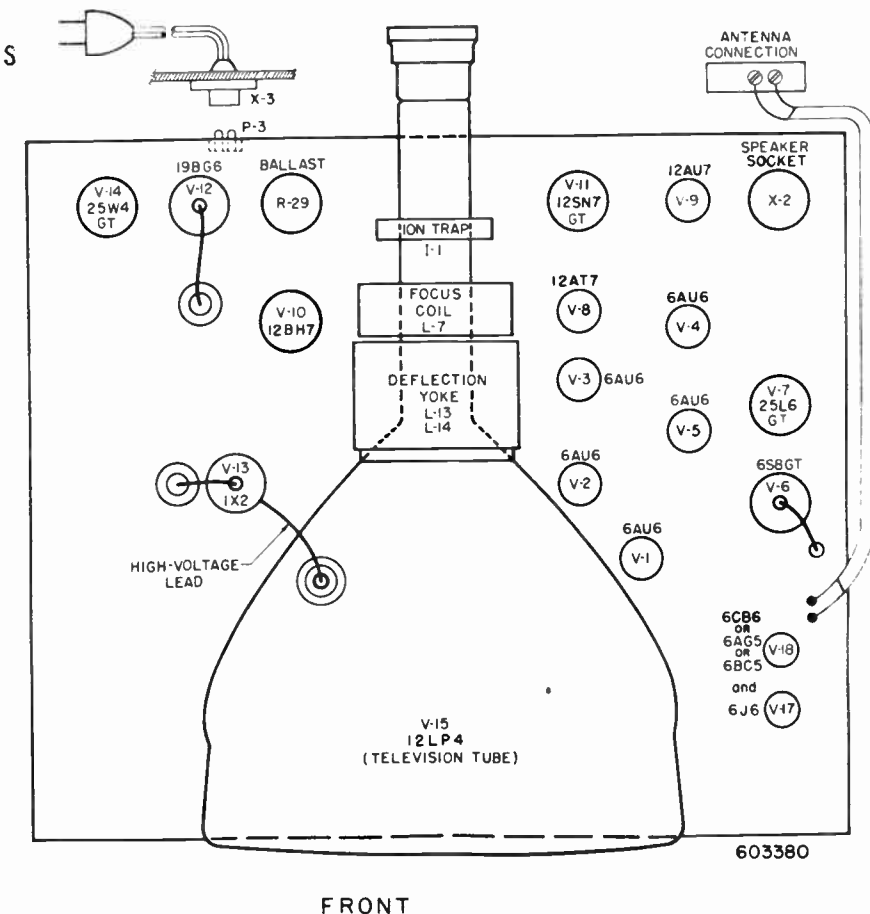 S
X-3
P-3
ANTENNA
CONNECTION
V-14
25W4
GT
19BG6
V-12
BALLAST
R-29
V-11
12SN7
GT
12AU7
V-9
SPEAKER
SOCKET
X-2
ION TRAP
I-1
FOCUS
COIL
L-7
V-10
12BH7
12AT7
V-8
6AU6
V-4
DEFLECTION
YOKE
L-13
L-14
V-3
6AU6
6AU6
V-5
V-7
25L6
GT
V-13
1X2
6AU6
V-2
6S8GT
V-6
HIGH-VOLTAGE
LEAD
6AU6
V-1
6CB6
OR
6AG5
OR
6BC5
V-18
and
6J6
V-17
V-15
12LP4
(TELEVISION TUBE)
603380
FRONT